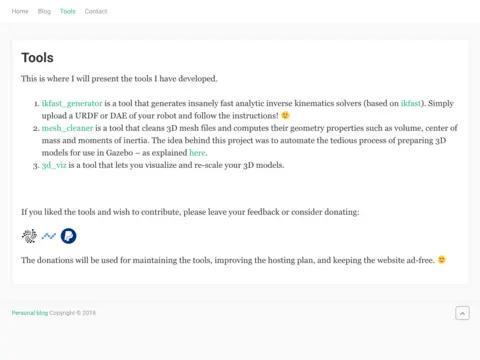 Home Blog Tools Contact
Tools
This is where I will present the tools I have developed.
1. ikfast_generator is a tool that generates insanely fast analytic inverse kinematics solvers (based on ikfast). Simply
upload a URDF or DAE of your robot and follow the instructions! 🙂
2. mesh_cleaner is a tool that cleans 3D mesh files and computes their geometry properties such as volume, center of
mass and moments of inertia. The idea behind this project was to automate the tedious process of preparing 3D
models for use in Gazebo – as explained here.
3. 3d_viz is a tool that lets you visualize and re-scale your 3D models.
If you liked the tools and wish to contribute, please leave your feedback or consider donating:
The donations will be used for maintaining the tools, improving the hosting plan, and keeping the website ad-free. 🙂
Personal blog Copyright © 2018